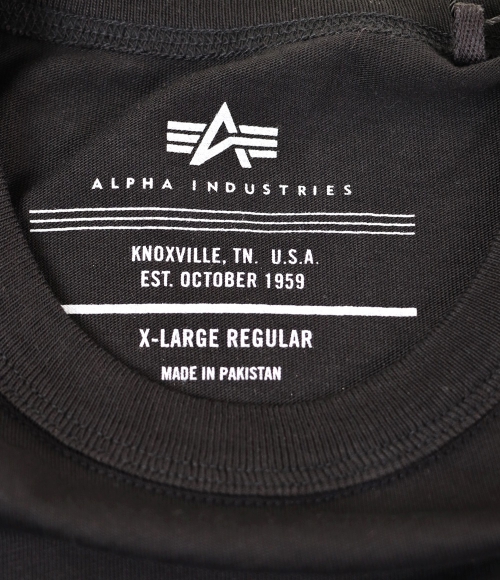 ALPHA INDUSTRIES
KNOXVILLE, TN. U.S.A.
EST. OCTOBER 1959
X-LARGE REGULAR
MADE IN PAKISTAN